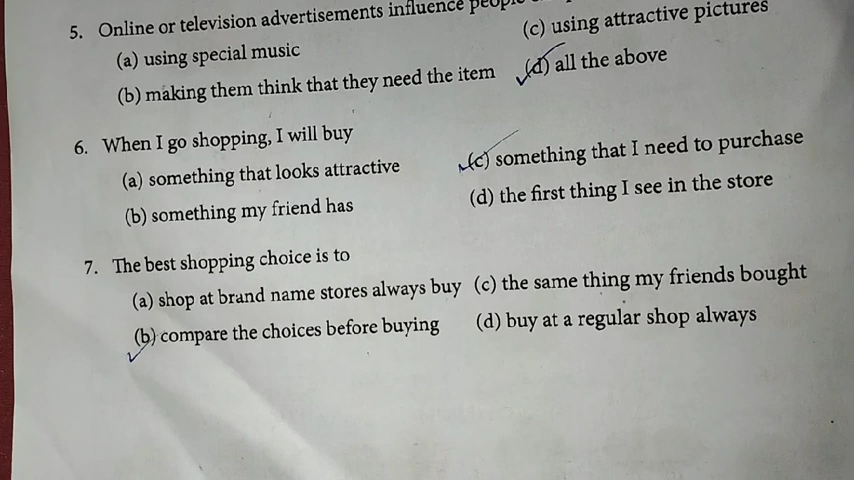 5. Online or television advertisements influence
(a) using special music (c) using attractive pictures
(b) making them think that they need the item (d) all the above
6. When I go shopping, I will buy
(a) something that looks attractive (c) something that I need to purchase
(b) something my friend has (d) the first thing I see in the store
7. The best shopping choice is to
(a) shop at brand name stores always buy (c) the same thing my friends bought
(b) compare the choices before buying (d) buy at a regular shop always